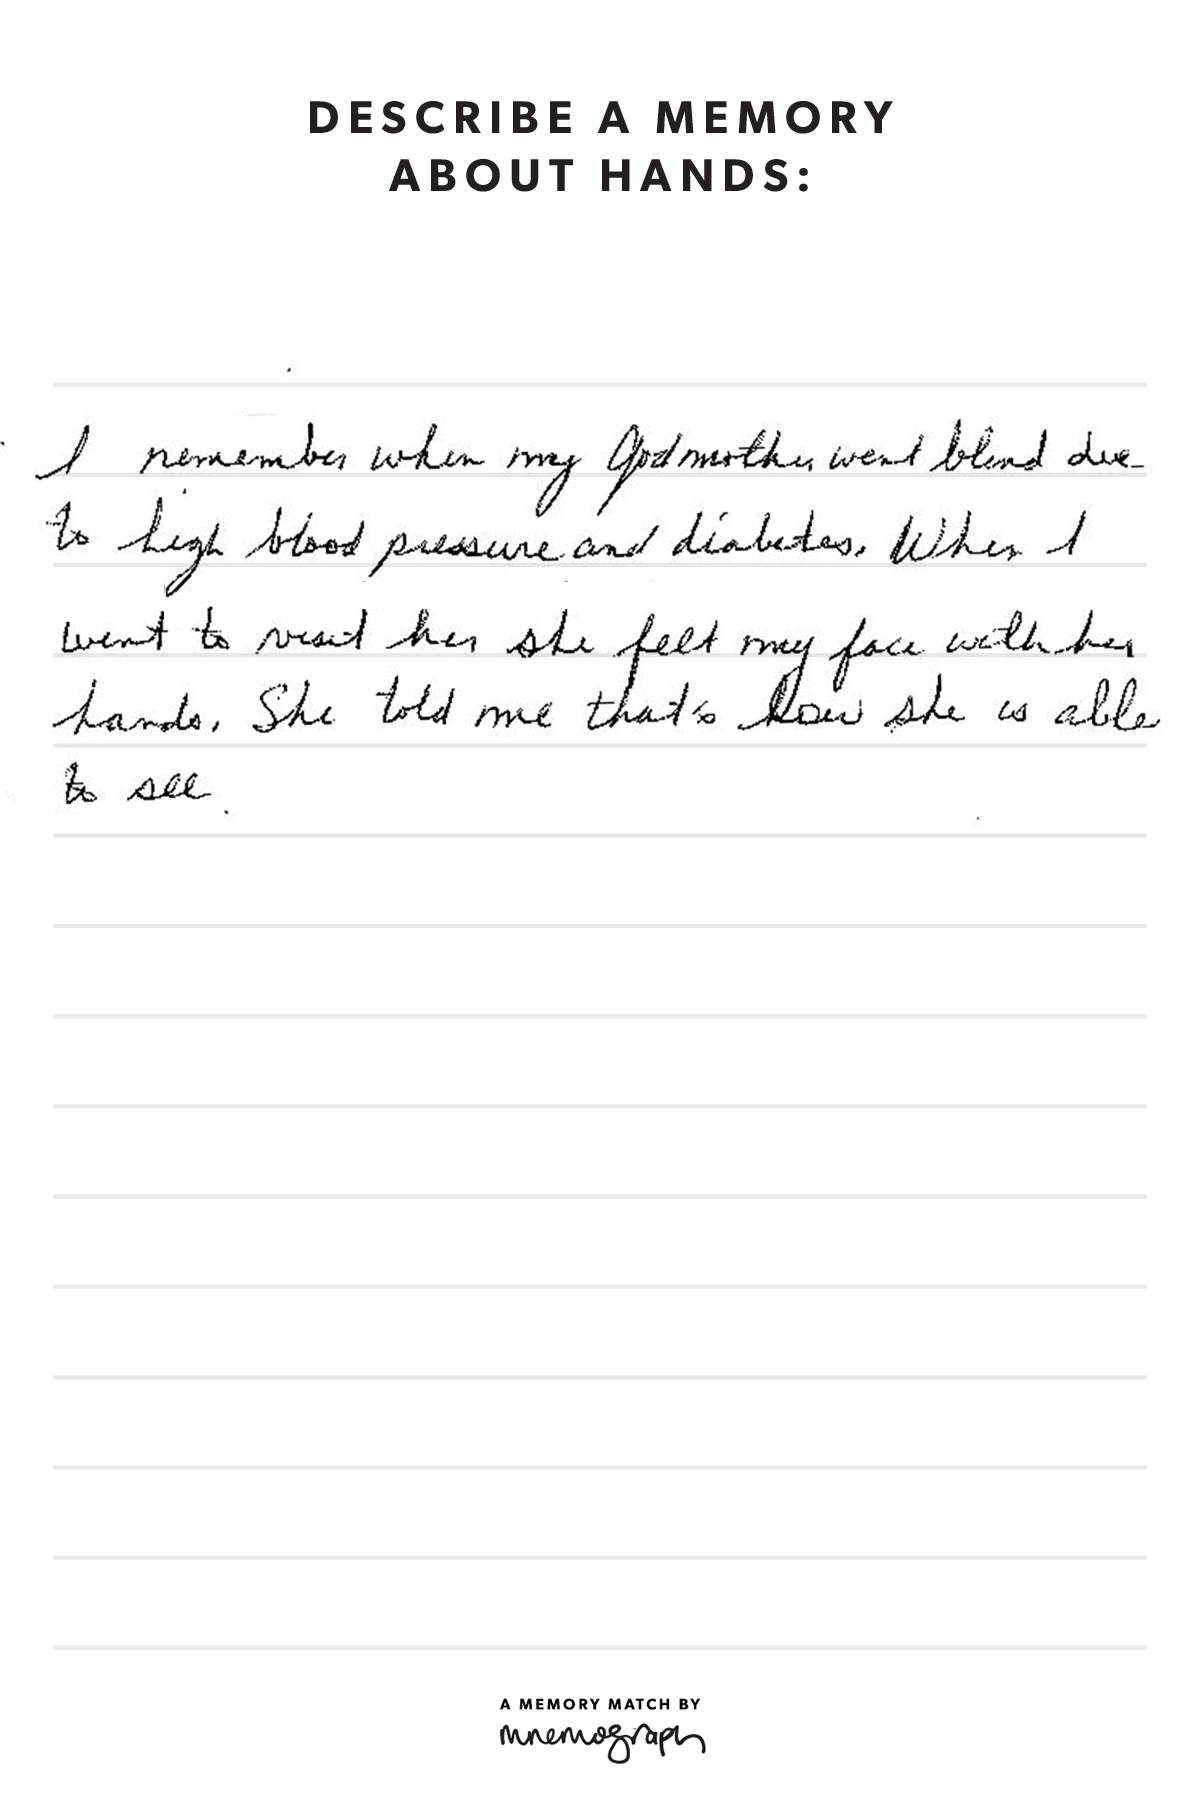 DESCRIBE A MEMORY
ABOUT HANDS:
I remember when my Godmother went blind due
to high blood pressure and diabetes. When I
went to visit her she felt my face with her
hands. She told me that's how she is able
to see.
A MEMORY MATCH BY
mnemograph